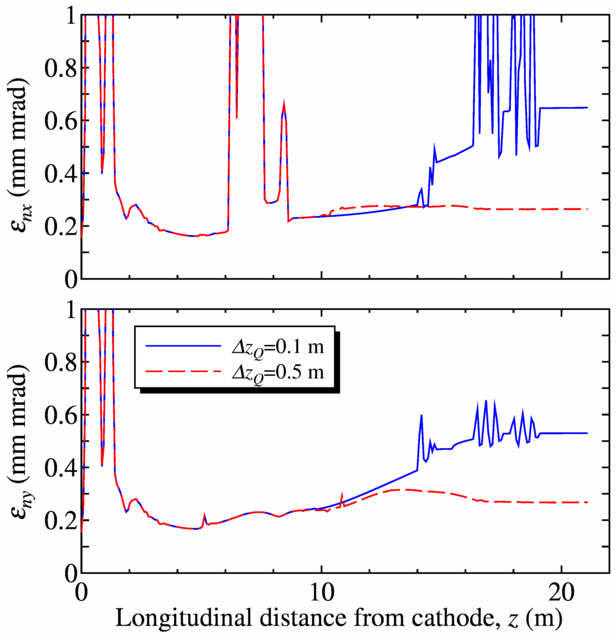 1
0.8
0.6
0.4
0.2
0
εnx (mm mrad)
1
0.8
0.6
0.4
0.2
0
εny (mm mrad)
ΔzQ=0.1 m
ΔzQ=0.5 m
0 10 20
Longitudinal distance from cathode, z (m)